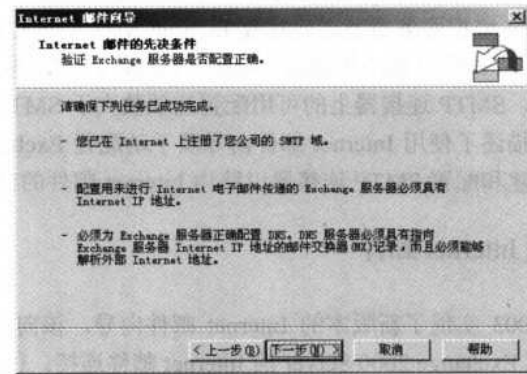 Internet 邮件向导
Internet 邮件的先决条件
验证 Exchange 服务器是否配置正确。
请确保下列任务已成功完成。
- 您已在 Internet 上注册了您公司的 SMTP 域。
- 配置用来进行 Internet 电子邮件传递的 Exchange 服务器必须具有
Internet IP 地址。
- 必须为 Exchange 服务器正确配置 DNS。DNS 服务器必须具有指向
Exchange 服务器 Internet IP 地址的邮件交换器(MX)记录，而且必须能够
解析外部 Internet 地址。
< 上一步(B)
下一步(N) >
取消
帮助